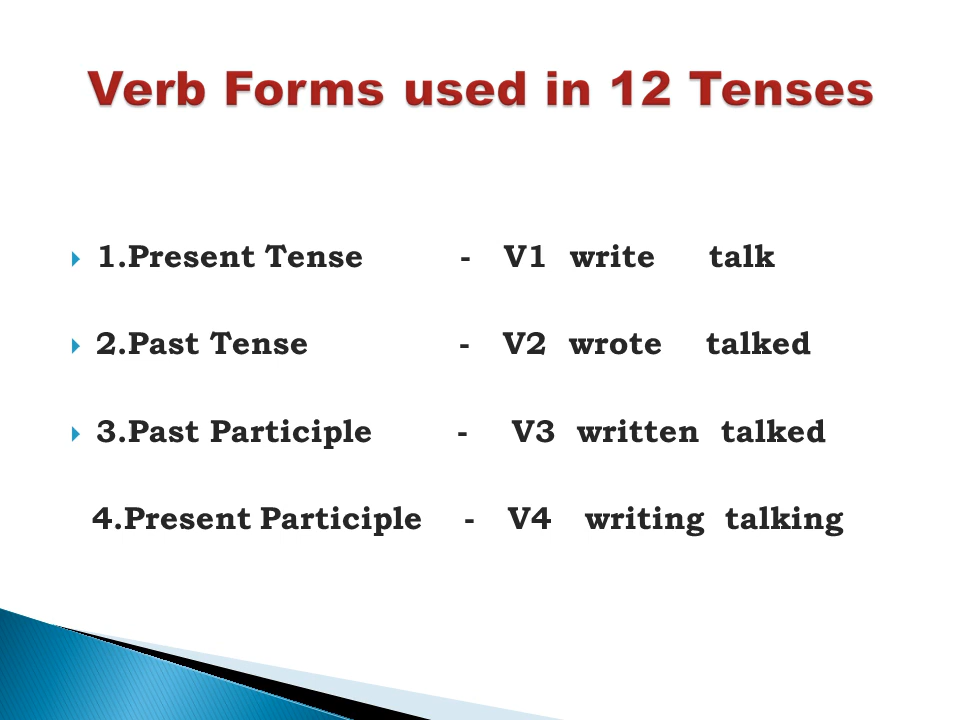 Verb Forms used in 12 Tenses
1.Present Tense - V1 write talk
2.Past Tense - V2 wrote talked
3.Past Participle - V3 written talked
4.Present Participle - V4 writing talking